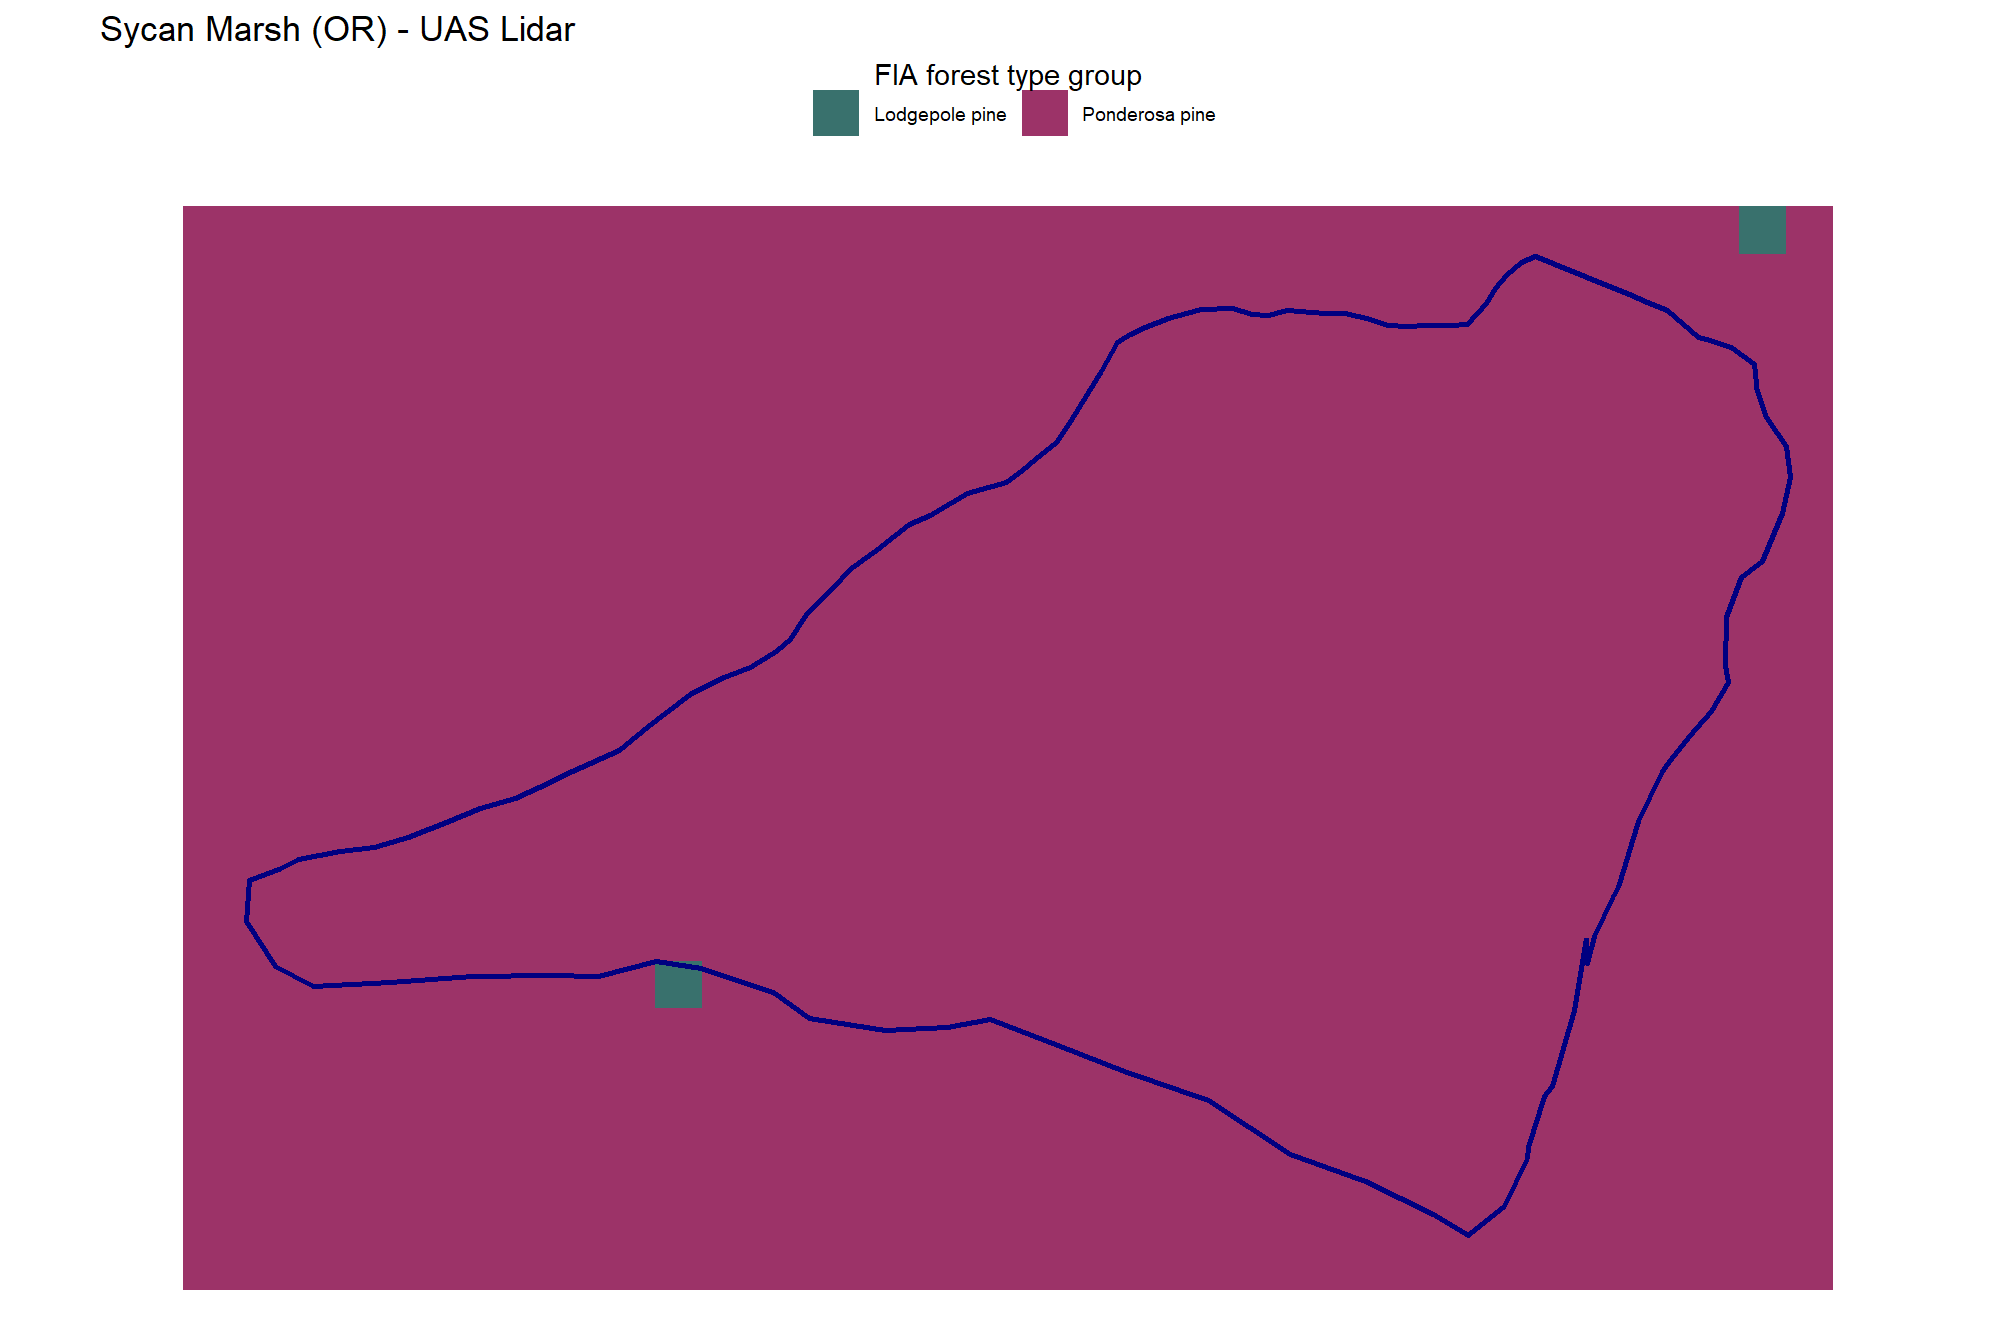 Sycan Marsh (OR) - UAS Lidar
FIA forest type group
Lodgepole pine Ponderosa pine